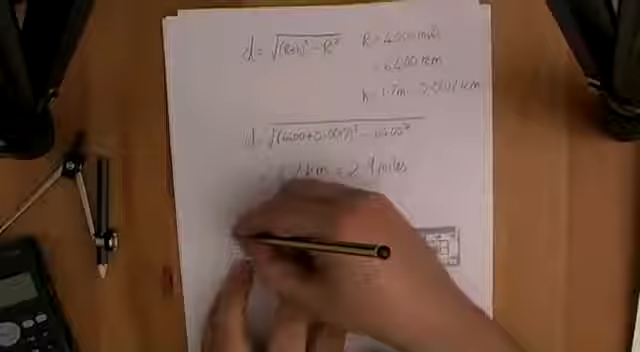 d = √(R+h)² - R² R = 4000 miles
= 6400 km
h = 1.7m = 0.0017 km
d = √(6400+0.0017)² - 6400²
km = 2.9 miles